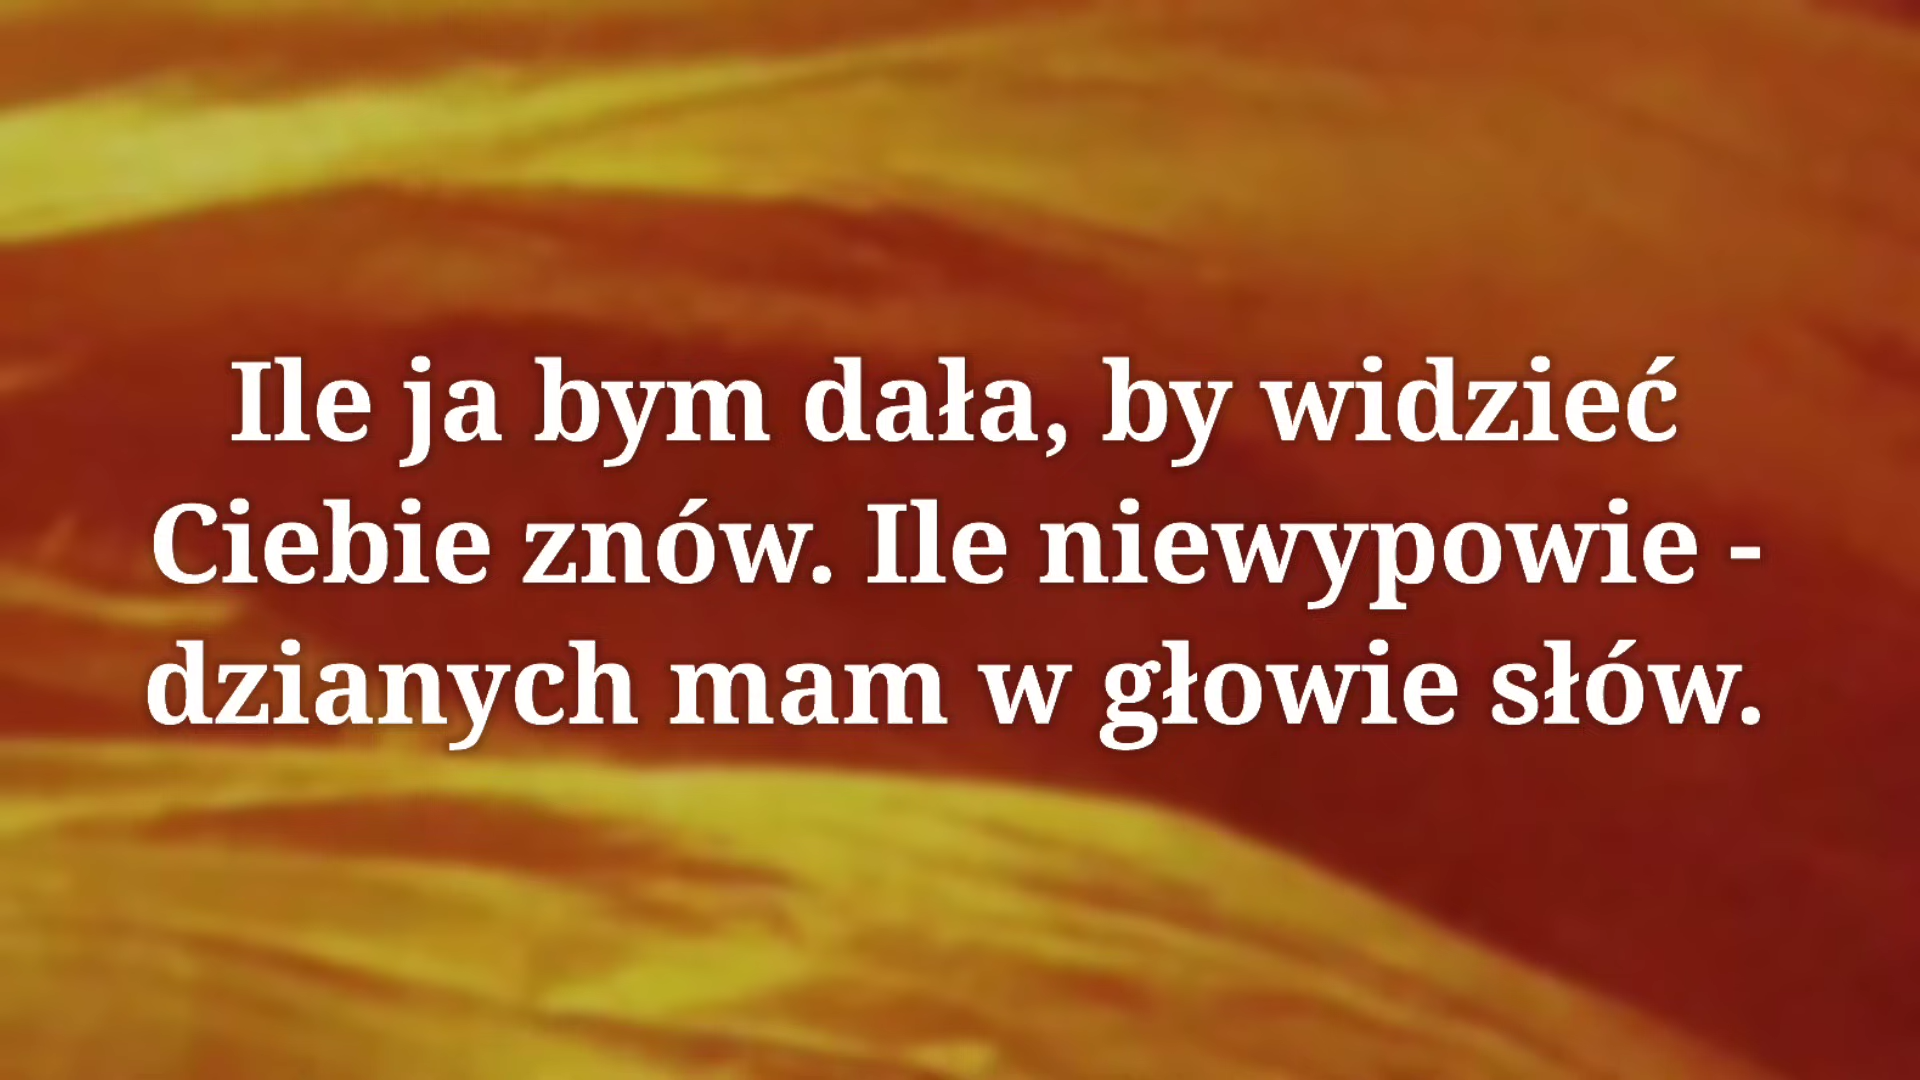 Ile ja bym dała, by widzieć
Ciebie znów. Ile niewypowie -
dzianych mam w głowie słów.